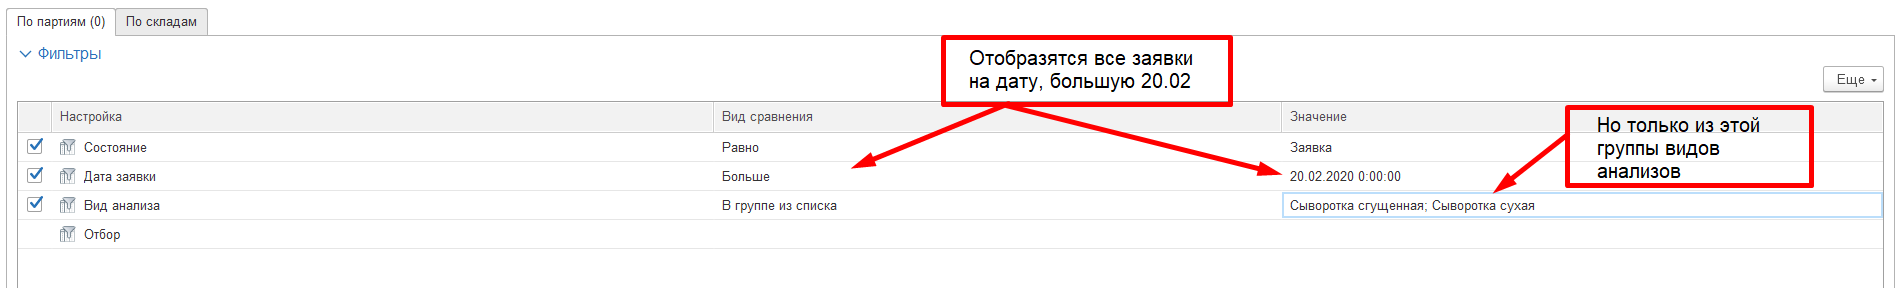 По партиям (0) По складам
Фильтры
Отобразятся все заявки
на дату, большую 20.02
Еще
Настройка Вид сравнения Значение
Но только из этой
группы видов
анализов
Состояние Равно Заявка
Дата заявки Больше 20.02.2020 0:00:00
Вид анализа В группе из списка Сыворотка сгущенная; Сыворотка сухая
Отбор